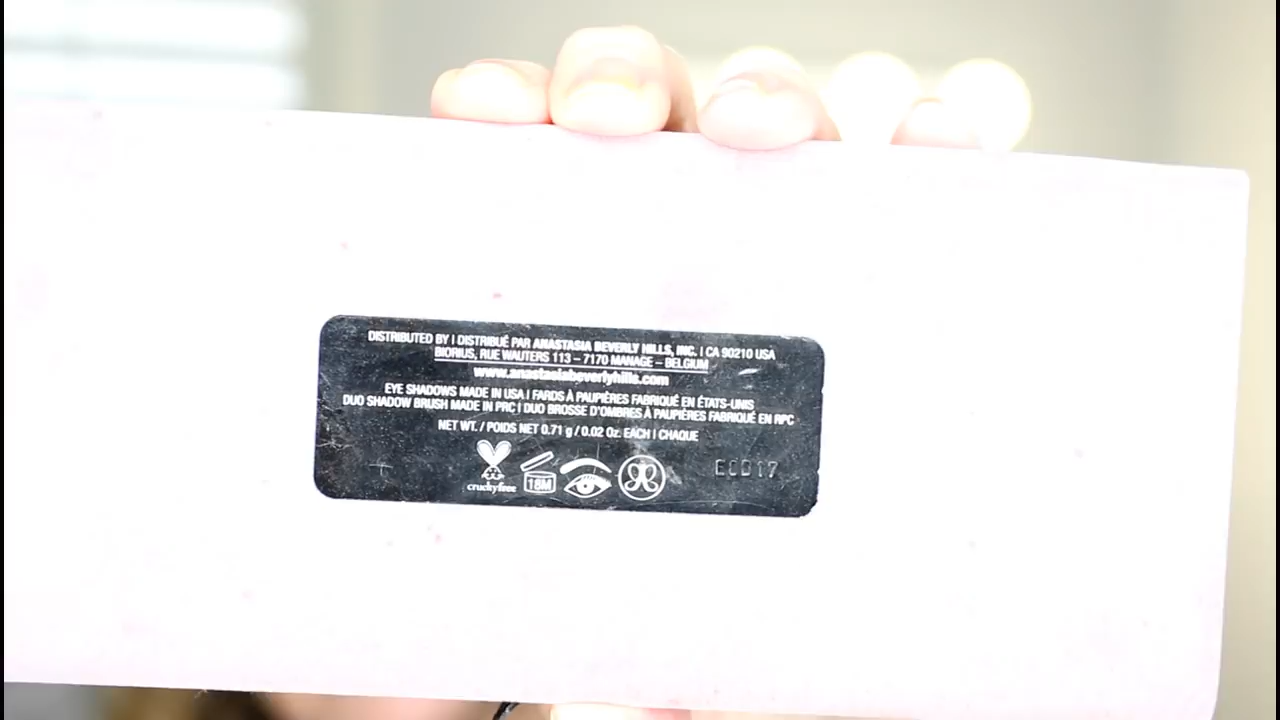 DISTRIBUTED BY | DISTRIBUÉ PAR ANASTASIA BEVERLY HILLS, INC. | CA 90210 USA
BIORIUS, RUE WAUTERS 113 – 7170 MANAGE – BELGIUM
www.anastasiabeverlyhills.com
EYE SHADOWS MADE IN USA | FARDS À PAUPIÈRES FABRIQUÉ EN ÉTATS-UNIS
DUO SHADOW BRUSH MADE IN PRC | DUO BROSSE D'OMBRES À PAUPIÈRES FABRIQUÉ EN RPC
NET WT. / POIDS NET 0.71 g / 0.02 Oz. EACH | CHAQUE
crueltyfree
18M